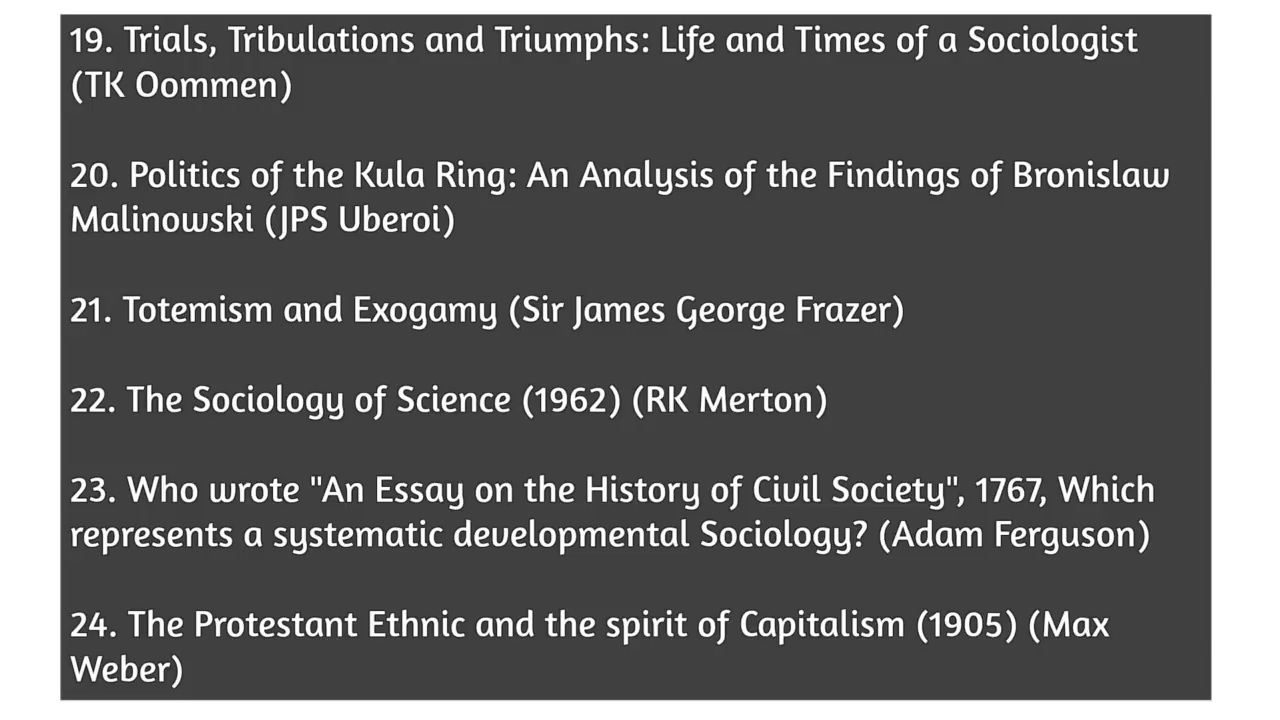 19. Trials, Tribulations and Triumphs: Life and Times of a Sociologist
(TK Oommen)
20. Politics of the Kula Ring: An Analysis of the Findings of Bronislaw
Malinowski (JPS Uberoi)
21. Totemism and Exogamy (Sir James George Frazer)
22. The Sociology of Science (1962) (RK Merton)
23. Who wrote "An Essay on the History of Civil Society", 1767, Which
represents a systematic developmental Sociology? (Adam Ferguson)
24. The Protestant Ethnic and the spirit of Capitalism (1905) (Max
Weber)